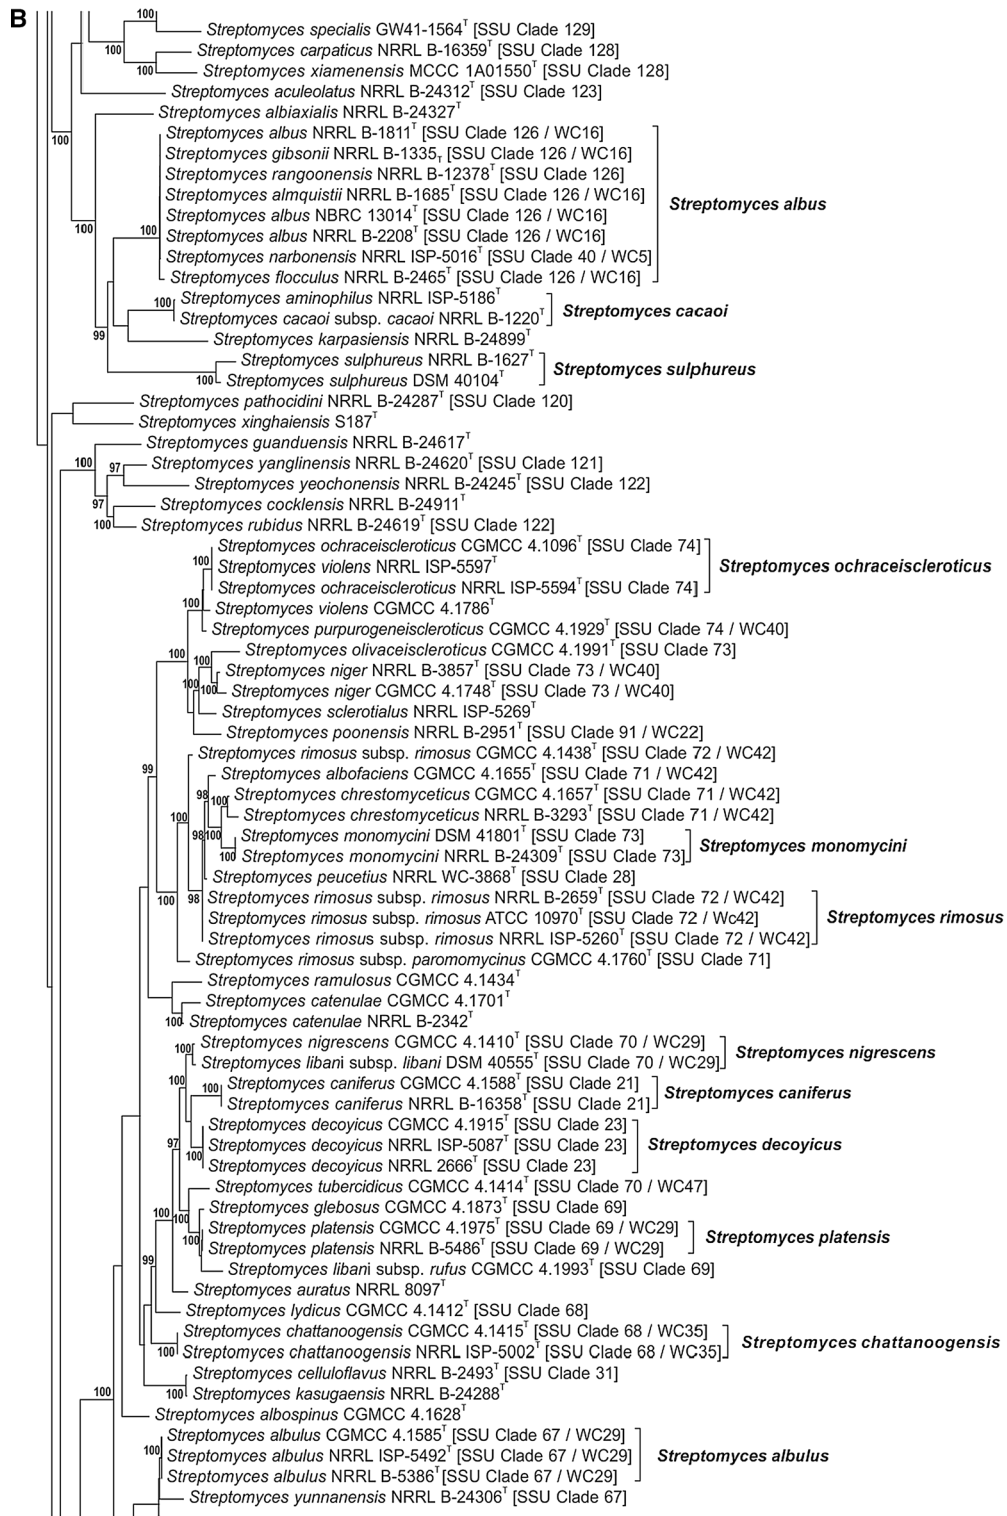 B
100
Streptomyces specialis GW41-1564T [SSU Clade 129]
100
Streptomyces carpaticus NRRL B-16359T [SSU Clade 128]
100
Streptomyces xiamenensis MCCC 1A01550T [SSU Clade 128]
Streptomyces aculeolatus NRRL B-24312T [SSU Clade 123]
Streptomyces albiaxialis NRRL B-24327T
100
Streptomyces albus NRRL B-1811T [SSU Clade 126 / WC16]
Streptomyces gibsonii NRRL B-1335T [SSU Clade 126 / WC16]
Streptomyces rangoonensis NRRL B-12378T [SSU Clade 126]
Streptomyces almquistii NRRL B-1685T [SSU Clade 126 / WC16]
Streptomyces albus
Streptomyces albus NBRC 13014T [SSU Clade 126 / WC16]
100
100
Streptomyces albus NRRL B-2208T [SSU Clade 126 / WC16]
Streptomyces narbonensis NRRL ISP-5016T [SSU Clade 40 / WC5]
Streptomyces flocculus NRRL B-2465T [SSU Clade 126 / WC16]
100
Streptomyces aminophilus NRRL ISP-5186T
Streptomyces cacaoi
Streptomyces cacaoi subsp. cacaoi NRRL B-1220T
99
Streptomyces karpasiensis NRRL B-24899T
Streptomyces sulphureus NRRL B-1627T
Streptomyces sulphureus
100
Streptomyces sulphureus DSM 40104T
Streptomyces pathocidini NRRL B-24287T [SSU Clade 120]
Streptomyces xinghaiensis S187T
Streptomyces guanduensis NRRL B-24617T
100
97
Streptomyces yanglinensis NRRL B-24620T [SSU Clade 121]
Streptomyces yeochonensis NRRL B-24245T [SSU Clade 122]
97
Streptomyces cocklensis NRRL B-24911T
100
Streptomyces rubidus NRRL B-24619T [SSU Clade 122]
Streptomyces ochraceiscleroticus CGMCC 4.1096T [SSU Clade 74]
100
Streptomyces violens NRRL ISP-5597T
Streptomyces ochraceiscleroticus
Streptomyces ochraceiscleroticus NRRL ISP-5594T [SSU Clade 74]
100
Streptomyces violens CGMCC 4.1786T
Streptomyces purpurogeneiscleroticus CGMCC 4.1929T [SSU Clade 74 / WC40]
100
Streptomyces olivaceiscleroticus CGMCC 4.1991T [SSU Clade 73]
100
Streptomyces niger NRRL B-3857T [SSU Clade 73 / WC40]
100
100
Streptomyces niger CGMCC 4.1748T [SSU Clade 73 / WC40]
Streptomyces sclerotialus NRRL ISP-5269T
Streptomyces poonensis NRRL B-2951T [SSU Clade 91 / WC22]
Streptomyces rimosus subsp. rimosus CGMCC 4.1438T [SSU Clade 72 / WC42]
99
Streptomyces albofaciens CGMCC 4.1655T [SSU Clade 71 / WC42]
98
100
Streptomyces chrestomyceticus CGMCC 4.1657T [SSU Clade 71 / WC42]
100
Streptomyces chrestomyceticus NRRL B-3293T [SSU Clade 71 / WC42]
98
100
Streptomyces monomycini DSM 41801T [SSU Clade 73]
Streptomyces monomycini
100
Streptomyces monomycini NRRL B-24309T [SSU Clade 73]
Streptomyces peucetius NRRL WC-3868T [SSU Clade 28]
100
98
Streptomyces rimosus subsp. rimosus NRRL B-2659T [SSU Clade 72 / WC42]
Streptomyces rimosus subsp. rimosus ATCC 10970T [SSU Clade 72 / Wc42]
Streptomyces rimosus
Streptomyces rimosus subsp. rimosus NRRL ISP-5260T [SSU Clade 72 / WC42]
Streptomyces rimosus subsp. paromomycinus CGMCC 4.1760T [SSU Clade 71]
Streptomyces ramulosus CGMCC 4.1434T
Streptomyces catenulae CGMCC 4.1701T
100
Streptomyces catenulae NRRL B-2342T
Streptomyces nigrescens CGMCC 4.1410T [SSU Clade 70 / WC29]
100
Streptomyces nigrescens
Streptomyces libani subsp. libani DSM 40555T [SSU Clade 70 / WC29]
100
Streptomyces caniferus CGMCC 4.1588T [SSU Clade 21]
100
Streptomyces caniferus
Streptomyces caniferus NRRL B-16358T [SSU Clade 21]
Streptomyces decoyicus CGMCC 4.1915T [SSU Clade 23]
97
Streptomyces decoyicus NRRL ISP-5087T [SSU Clade 23]
Streptomyces decoyicus
100
Streptomyces decoyicus NRRL 2666T [SSU Clade 23]
Streptomyces tubercidicus CGMCC 4.1414T [SSU Clade 70 / WC47]
Streptomyces glebosus CGMCC 4.1873T [SSU Clade 69]
100
100
Streptomyces platensis CGMCC 4.1975T [SSU Clade 69 / WC29]
Streptomyces platensis
100
Streptomyces platensis NRRL B-5486T [SSU Clade 69 / WC29]
99
Streptomyces libani subsp. rufus CGMCC 4.1993T [SSU Clade 69]
Streptomyces auratus NRRL 8097T
Streptomyces lydicus CGMCC 4.1412T [SSU Clade 68]
Streptomyces chattanoogensis CGMCC 4.1415T [SSU Clade 68 / WC35]
Streptomyces chattanoogensis
100
Streptomyces chattanoogensis NRRL ISP-5002T [SSU Clade 68 / WC35]
Streptomyces celluloflavus NRRL B-2493T [SSU Clade 31]
100
100
Streptomyces kasugaensis NRRL B-24288T
Streptomyces albospinus CGMCC 4.1628T
Streptomyces albulus CGMCC 4.1585T [SSU Clade 67 / WC29]
100
Streptomyces albulus NRRL ISP-5492T [SSU Clade 67 / WC29]
Streptomyces albulus
Streptomyces albulus NRRL B-5386T [SSU Clade 67 / WC29]
Streptomyces yunnanensis NRRL B-24306T [SSU Clade 67]